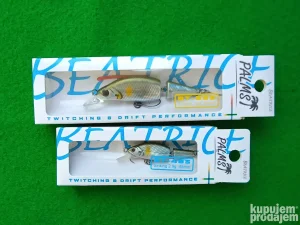 BEATRICE
PALMS
TWITCHING & DRIFT PERFORMANCE
BEATRICE
PALMS
TWITCHING & DRIFT PERFORMANCE
kupujem
prodajem